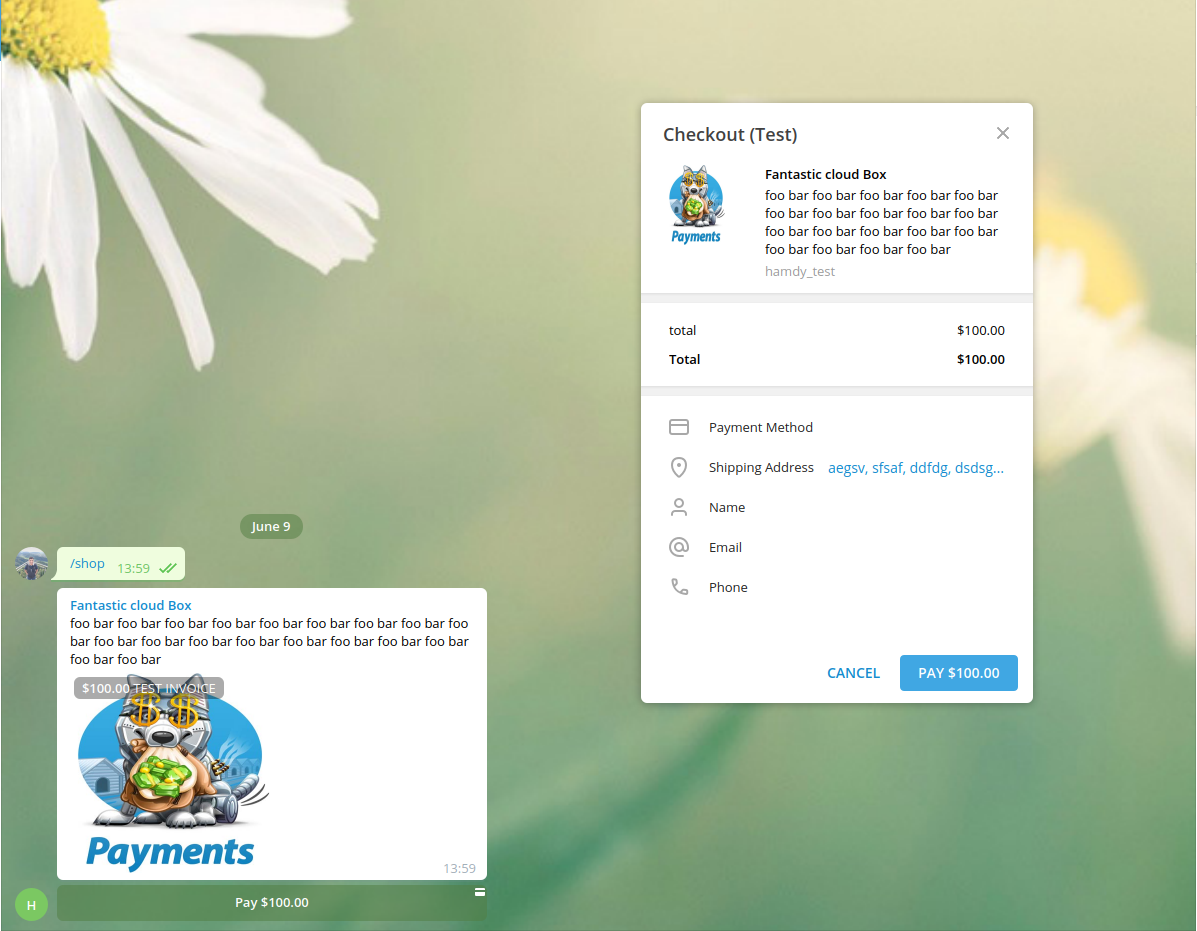 June 9
/shop
13:59
Fantastic cloud Box
foo bar foo bar foo bar foo bar foo bar foo bar foo bar foo bar foo
bar foo bar foo bar foo bar foo bar foo bar foo bar foo bar foo bar
foo bar foo bar
$100.00 TEST INVOICE
Payments
13:59
H
Pay $100.00
Checkout (Test)
Fantastic cloud Box
foo bar foo bar foo bar foo bar foo bar
foo bar foo bar foo bar foo bar foo bar
foo bar foo bar foo bar foo bar foo bar
foo bar foo bar foo bar foo bar
hamdy_test
Payments
total $100.00
Total $100.00
Payment Method
Shipping Address aegsv, sfsaf, ddfdg, dsdsg...
Name
Email
Phone
CANCEL PAY $100.00